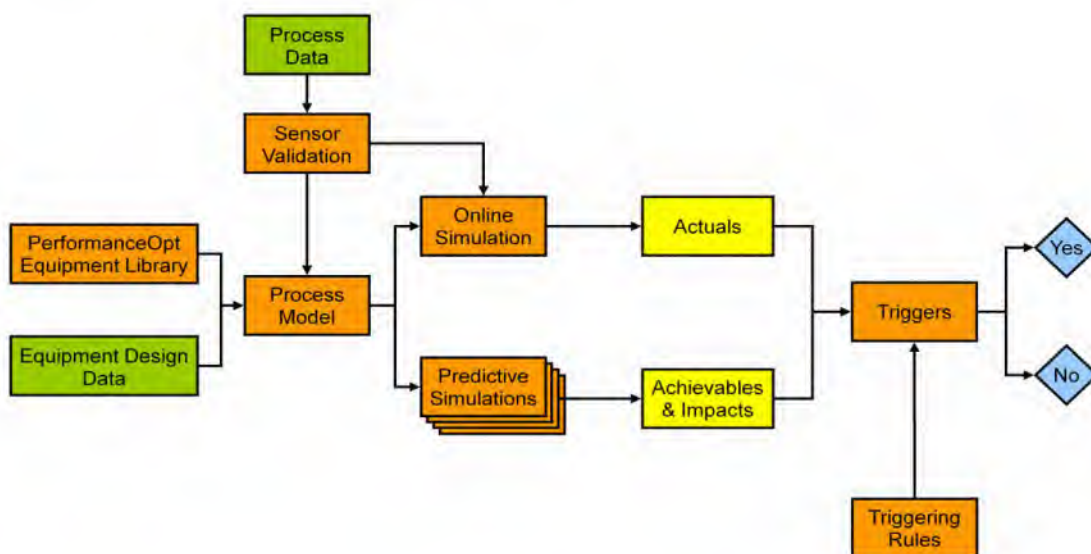 Process
Data
Sensor
Validation
PerformanceOpt
Equipment Library
Equipment Design
Data
Process
Model
Online
Simulation
Predictive
Simulations
Actuals
Achievables
& Impacts
Triggers
Triggering
Rules
Yes
No